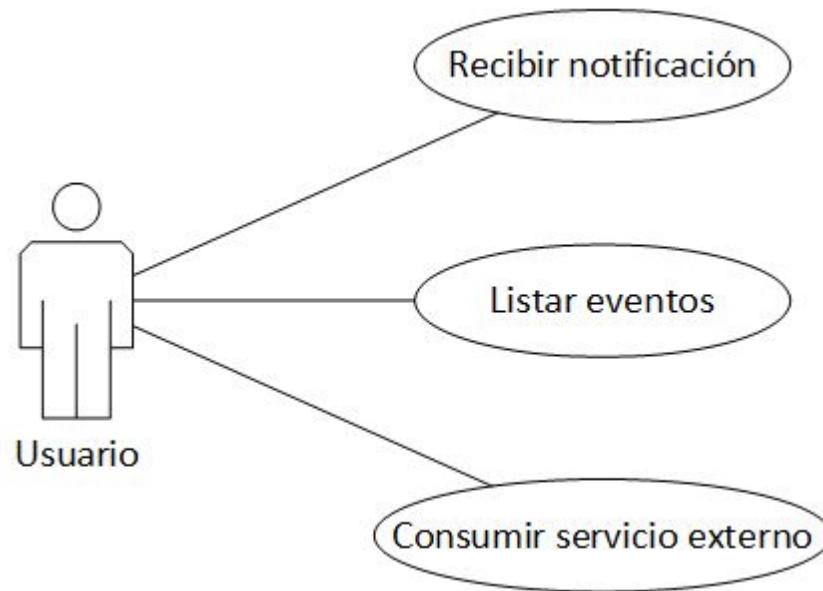 Recibir notificación
Listar eventos
Usuario
Consumir servicio externo